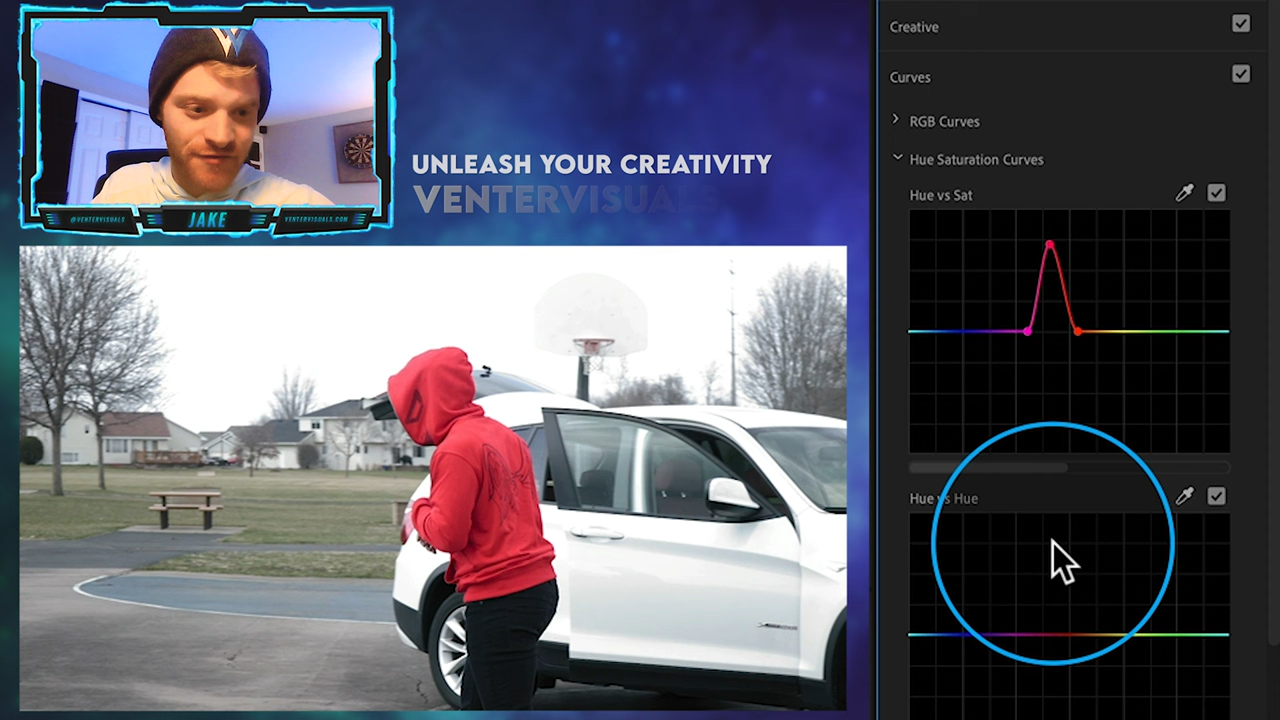 @VENTERVISUALS
JAKE
VENTERVISUALS.COM
UNLEASH YOUR CREATIVITY
VENTERVISUALS
Creative
Curves
RGB Curves
Hue Saturation Curves
Hue vs Sat
Hue vs Hue